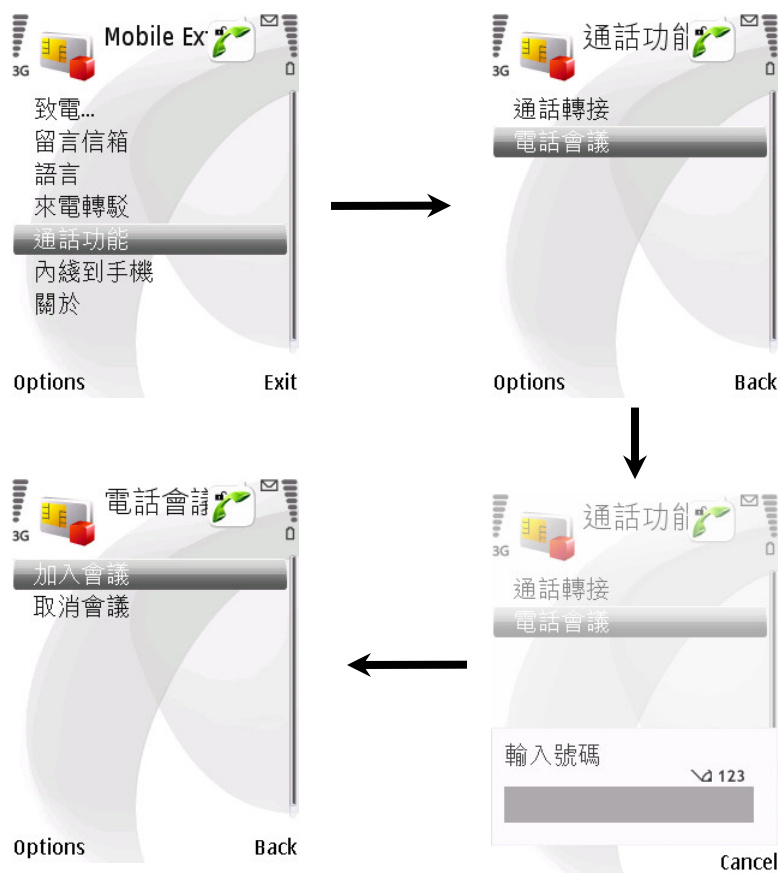 Mobile Ex
3G
致電...
留言信箱
語言
來電轉駁
通話功能
內綫到手機
關於
Options Exit
通話功能
3G
通話轉接
電話會議
Options Back
通話功能
3G
通話轉接
電話會議
輸入號碼
123
Cancel
電話會議
3G
加入會議
取消會議
Options Back